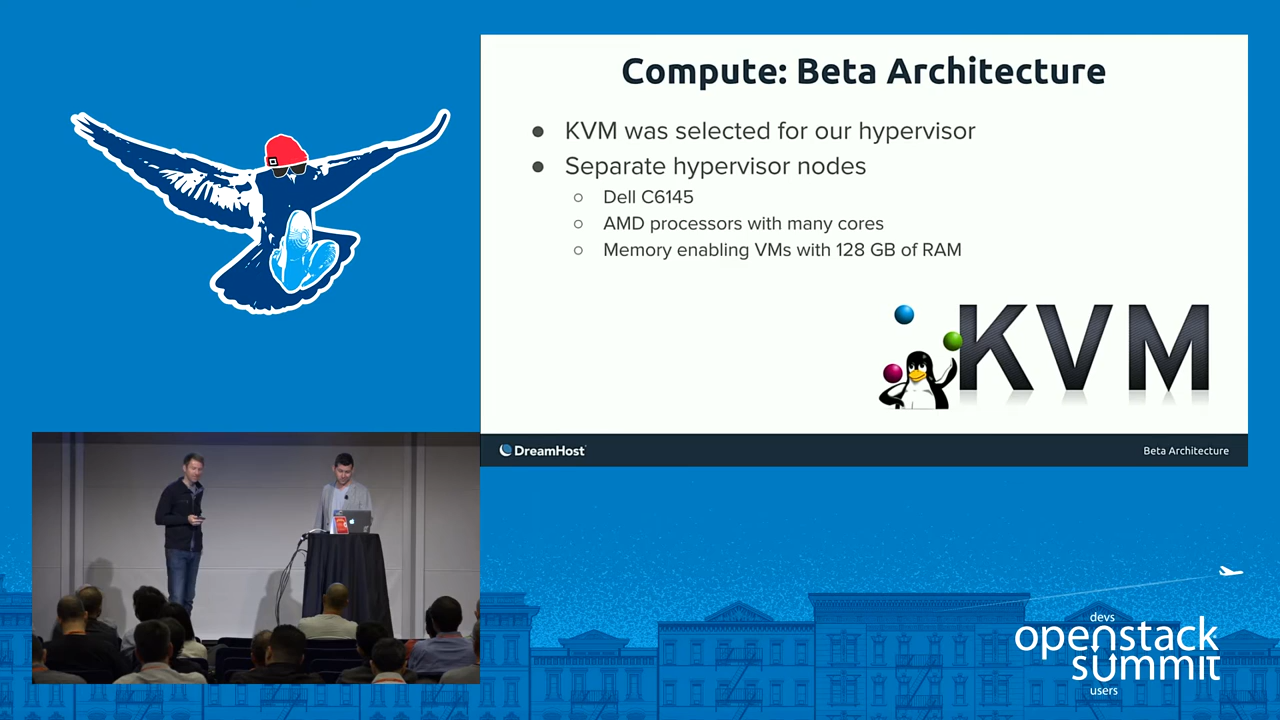 Compute: Beta Architecture
● KVM was selected for our hypervisor
● Separate hypervisor nodes
○ Dell C6145
○ AMD processors with many cores
○ Memory enabling VMs with 128 GB of RAM
KVM
DreamHost
Beta Architecture
devs
openstack
summit
users